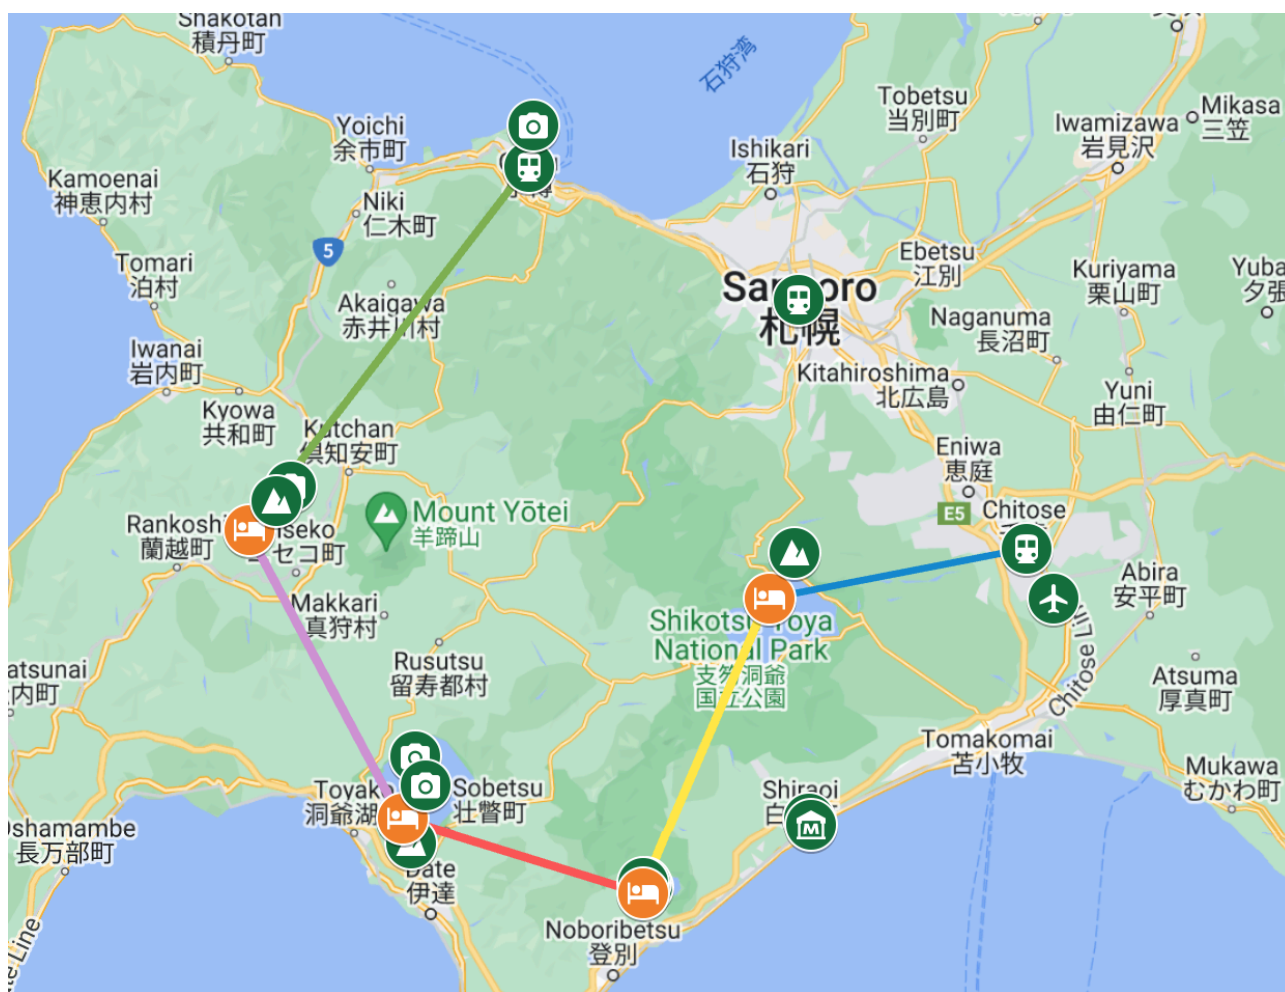 Shakotan
積丹町
石狩湾
Tobetsu
当別町
Mikasa
三笠
Iwamizawa
岩見沢
Yoichi
余市町
Ishikari
石狩
Kamoenai
神恵内村
Niki
仁木町
5
Ebetsu
江別
Tomari
泊村
Kuriyama
栗山町
Akaigawa
赤井川村
Naganuma
長沼町
札幌
Iwanai
岩内町
Kitahiroshima
北広島
Yuni
由仁町
Kyowa
共和町
Kutchan
倶知安町
Eniwa
恵庭
E5
Chitose
Mount Yōtei
羊蹄山
蘭越町
Abira
安平町
Makkari
真狩村
Shikotsu-Toya
National Park
支笏洞爺
国立公園
Rusutsu
留寿都村
Chitose Line
Atsuma
厚真町
Tomakomai
苫小牧
Mukawa
むかわ町
Sobetsu
壮瞥町
洞爺湖
Shiraoi
長万部町
Date
伊達
Noboribetsu
登別